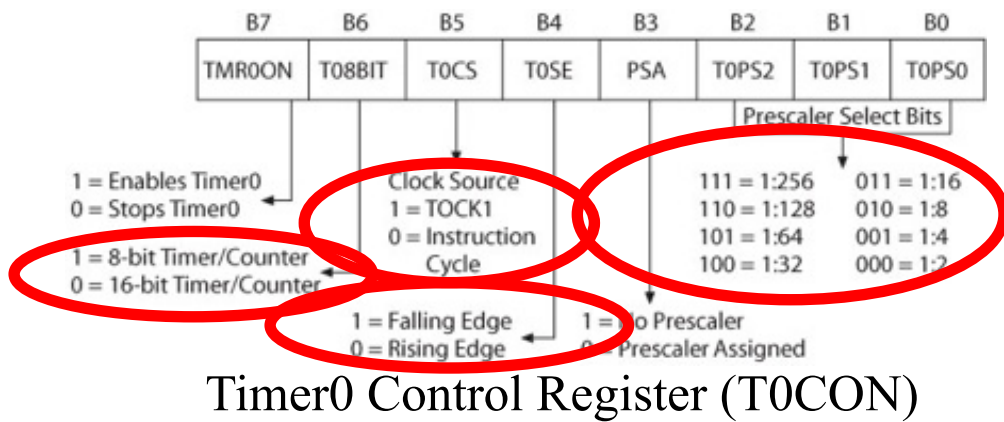 B7 B6 B5 B4 B3 B2 B1 B0
TMR0ON T08BIT T0CS T0SE PSA T0PS2 T0PS1 T0PS0
Prescaler Select Bits
1 = Enables Timer0
0 = Stops Timer0
Clock Source
1 = TOCK1
0 = Instruction
Cycle
111 = 1:256 011 = 1:16
110 = 1:128 010 = 1:8
101 = 1:64 001 = 1:4
100 = 1:32 000 = 1:2
1 = 8-bit Timer/Counter
0 = 16-bit Timer/Counter
1 = Falling Edge
0 = Rising Edge
1 = No Prescaler
0 = Prescaler Assigned
Timer0 Control Register (T0CON)